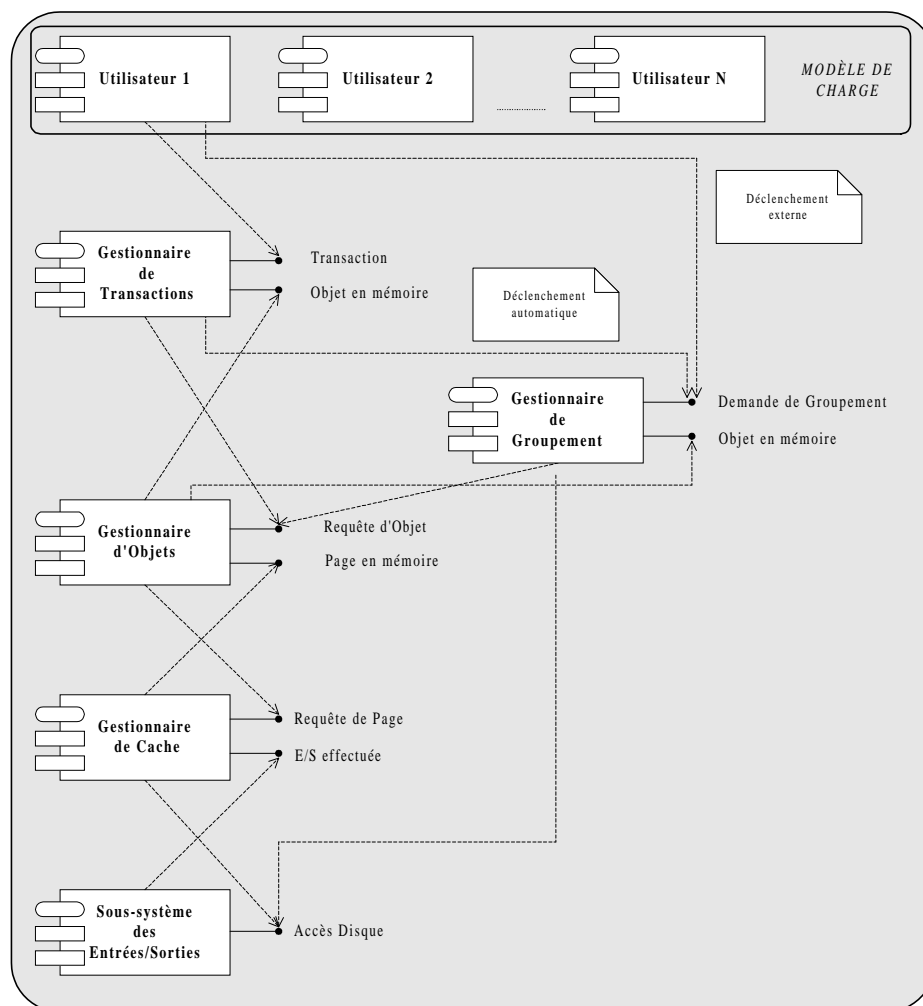 Utilisateur 1
Utilisateur 2
....................
Utilisateur N
MODÈLE DE
CHARGE
Déclenchement
externe
Gestionnaire
de
Transactions
Transaction
Objet en mémoire
Déclenchement
automatique
Gestionnaire
de
Groupement
Demande de Groupement
Objet en mémoire
Gestionnaire
d'Objets
Requête d'Objet
Page en mémoire
Gestionnaire
de Cache
Requête de Page
E/S effectuée
Sous-système
des
Entrées/Sorties
Accès Disque